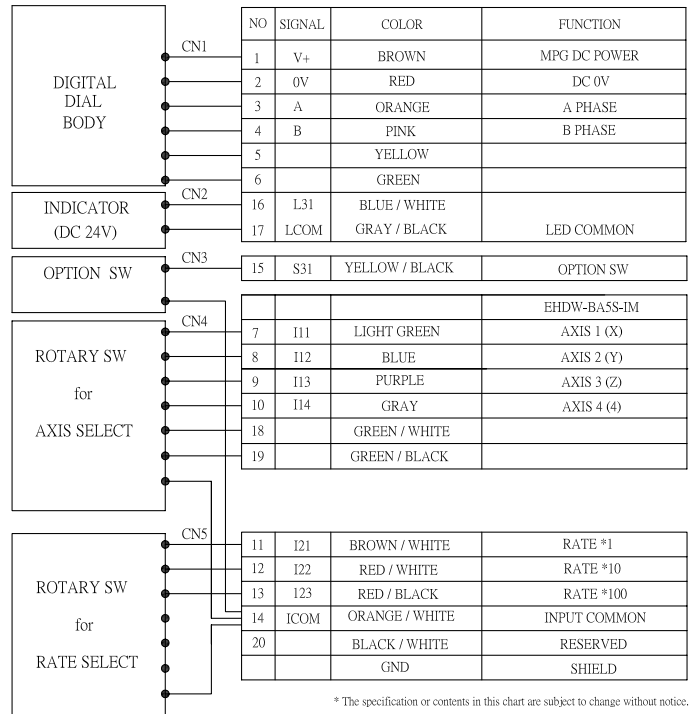 NO SIGNAL COLOR FUNCTION
CN1
1 V+ BROWN MPG DC POWER
2 0V RED DC 0V
3 A ORANGE A PHASE
4 B PINK B PHASE
5 YELLOW
6 GREEN
DIGITAL
DIAL
BODY
CN2
16 L31 BLUE / WHITE
17 LCOM GRAY / BLACK LED COMMON
INDICATOR
(DC 24V)
CN3
15 S31 YELLOW / BLACK OPTION SW
OPTION SW
EHDW-BA5S-IM
CN4
7 I11 LIGHT GREEN AXIS 1 (X)
8 I12 BLUE AXIS 2 (Y)
9 I13 PURPLE AXIS 3 (Z)
10 I14 GRAY AXIS 4 (4)
18 GREEN / WHITE
19 GREEN / BLACK
ROTARY SW
for
AXIS SELECT
CN5
11 I21 BROWN / WHITE RATE *1
12 I22 RED / WHITE RATE *10
13 123 RED / BLACK RATE *100
14 ICOM ORANGE / WHITE INPUT COMMON
20 BLACK / WHITE RESERVED
GND SHIELD
ROTARY SW
for
RATE SELECT
* The specification or contents in this chart are subject to change without notice.